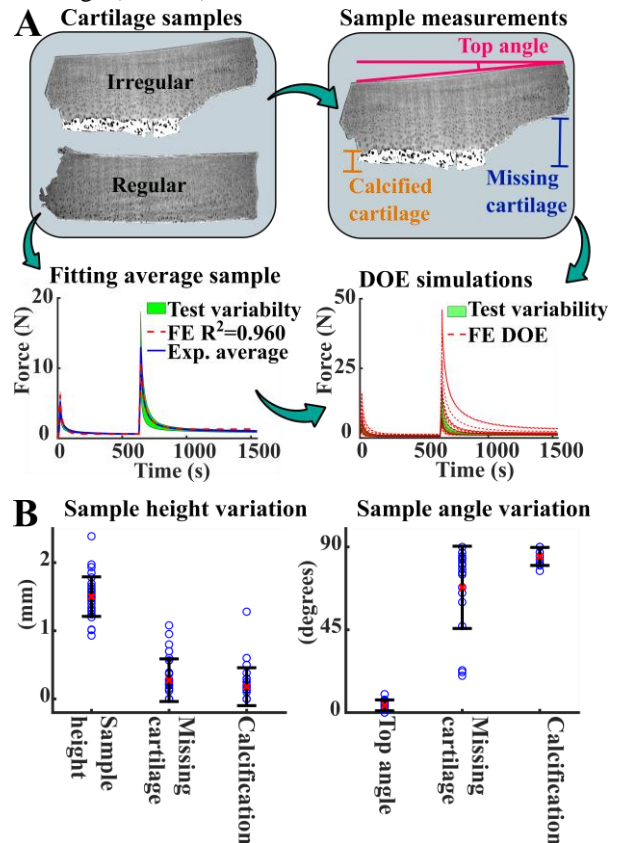 A
Cartilage samples
Sample measurements
Irregular
Regular
Top angle
Calcified
cartilage
Missing
cartilage
Fitting average sample
DOE simulations
20
10
0
Force (N)
Test variabilty
FE R²=0.960
Exp. average
0
500
1000
1500
Time (s)
50
25
0
Force (N)
Test variability
FE DOE
0
500
1000
1500
Time (s)
B
Sample height variation
Sample angle variation
2
1
0
(mm)
Sample
height
Missing
cartilage
Calcification
90
45
0
(degrees)
Top angle
Missing
cartilage
Calcification